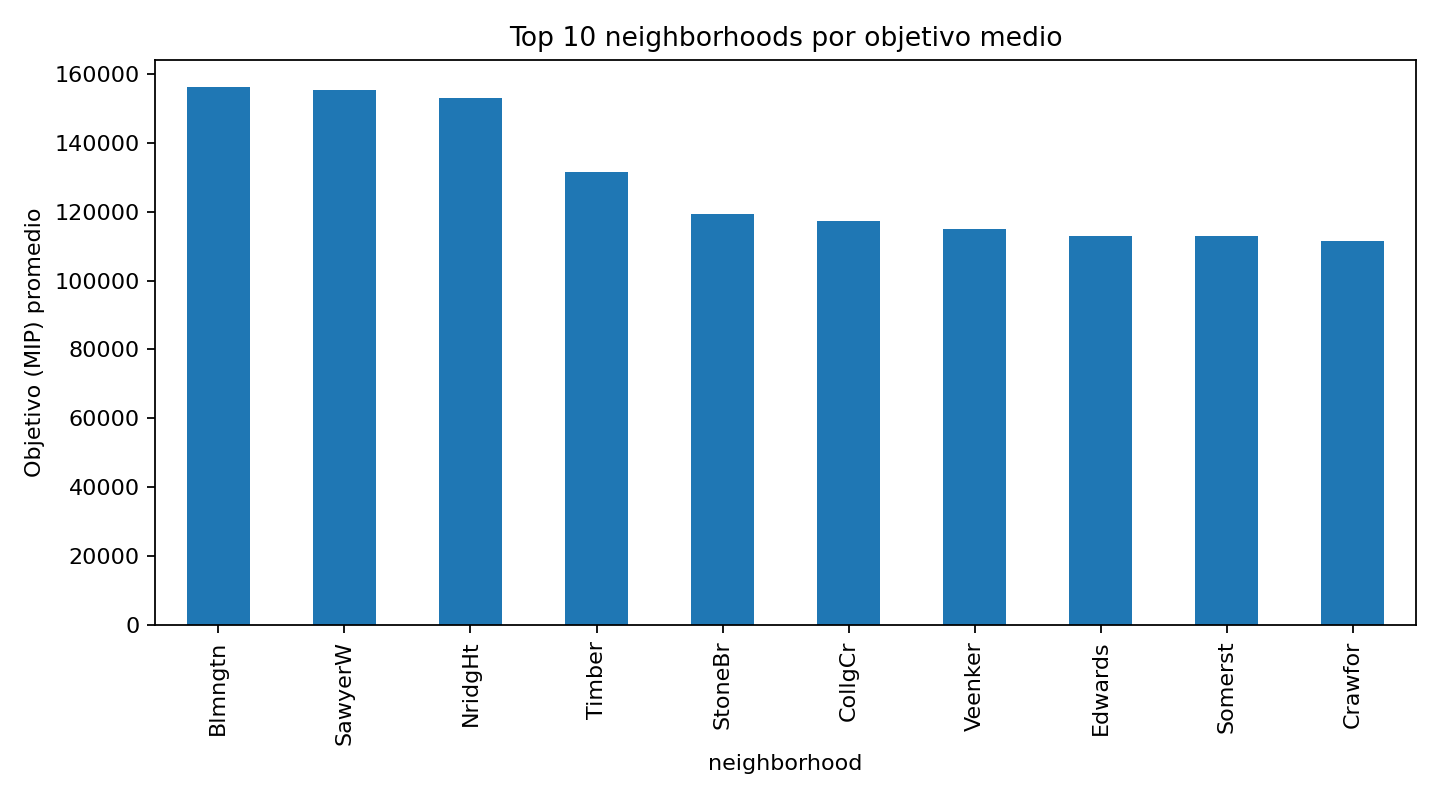 Top 10 neighborhoods por objetivo medio
Objetivo (MIP) promedio
160000
140000
120000
100000
80000
60000
40000
20000
0
Blmngtn
SawyerW
NridgHt
Timber
StoneBr
CollgCr
Veenker
Edwards
Somerst
Crawfor
neighborhood